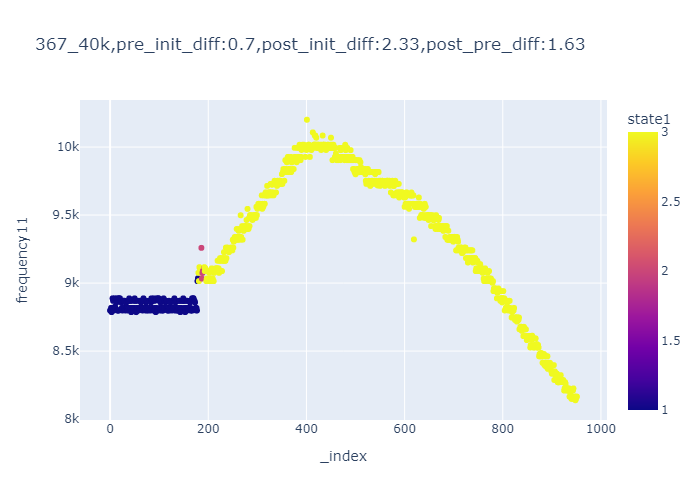 367_40k,pre_init_diff:0.7,post_init_diff:2.33,post_pre_diff:1.63
state1
3
2.5
2
1.5
1
10k
9.5k
9k
8.5k
8k
frequency11
0
200
400
600
800
1000
_index